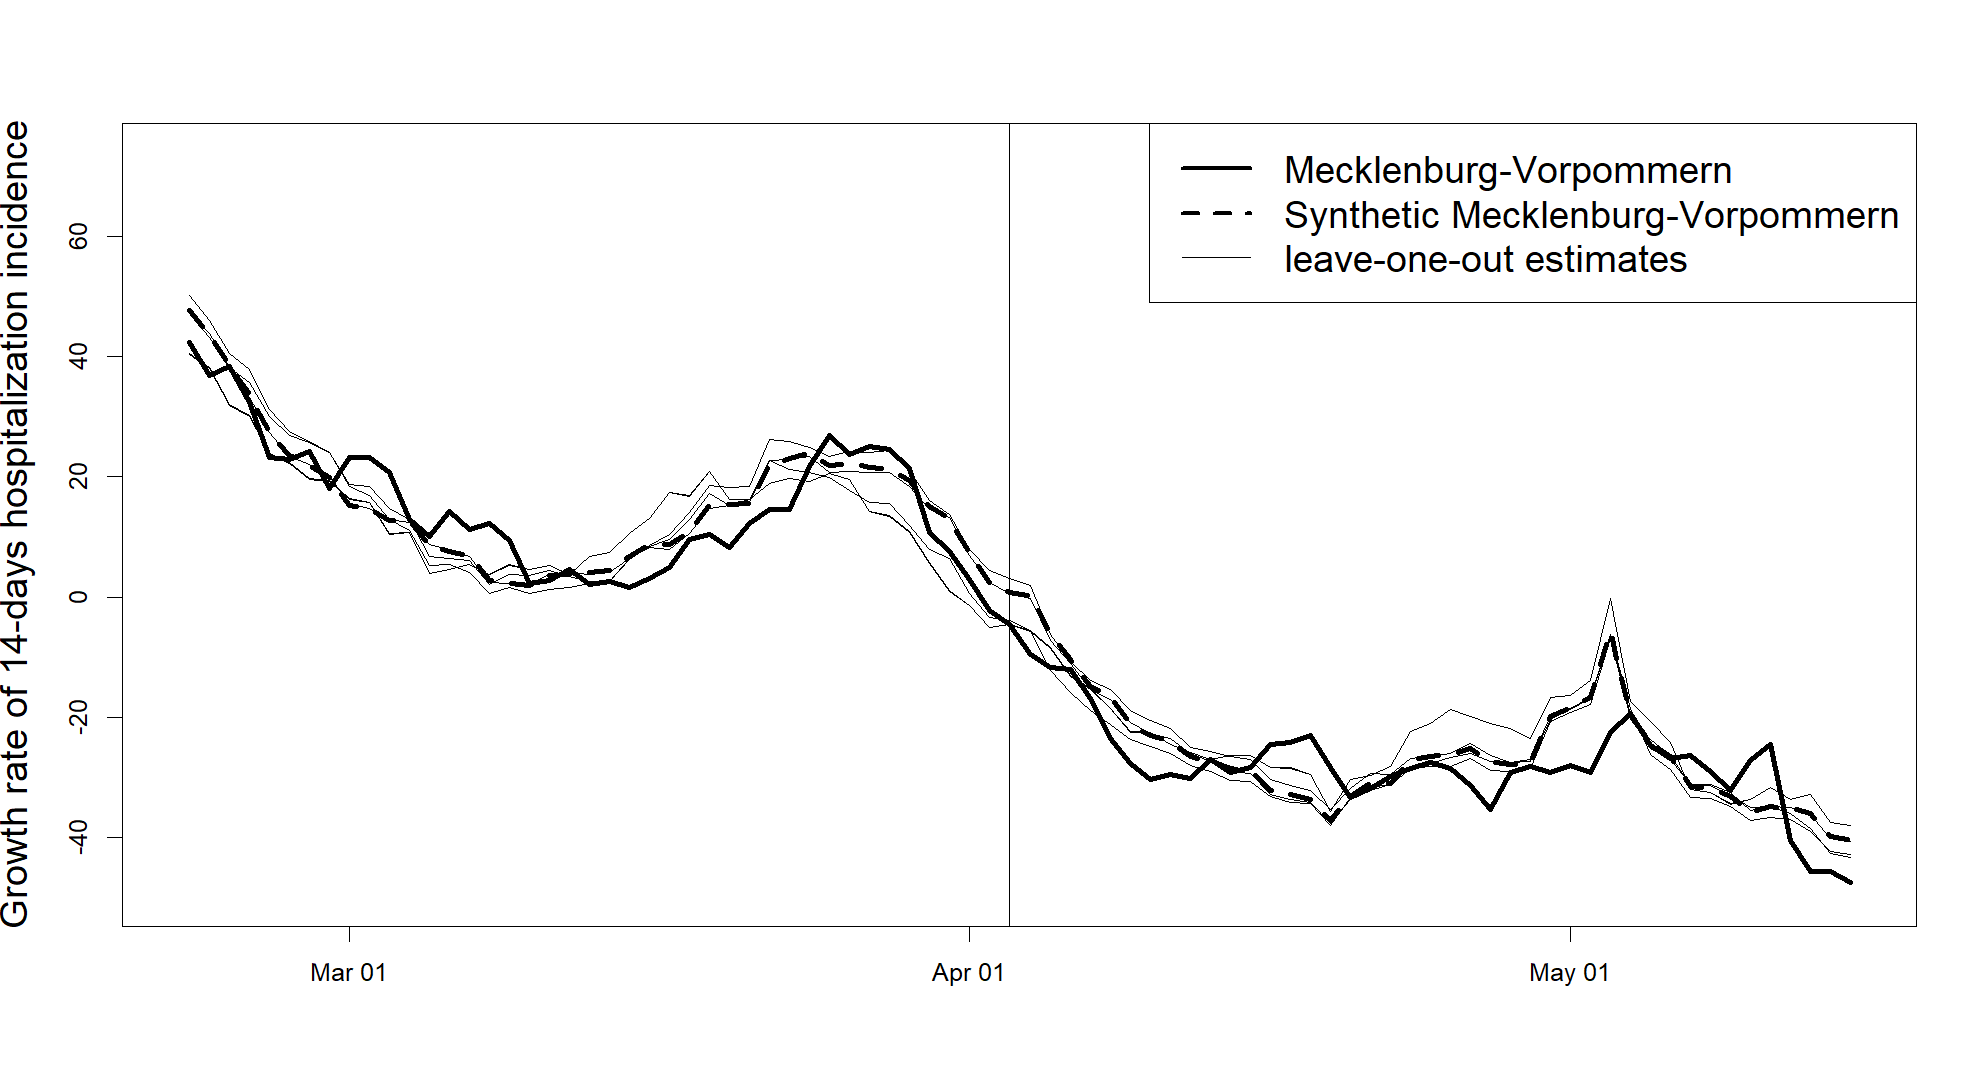 Growth rate of 14-days hospitalization incidence
60
40
20
0
-20
-40
Mar 01
Apr 01
May 01
Mecklenburg-Vorpommern
Synthetic Mecklenburg-Vorpommern
leave-one-out estimates